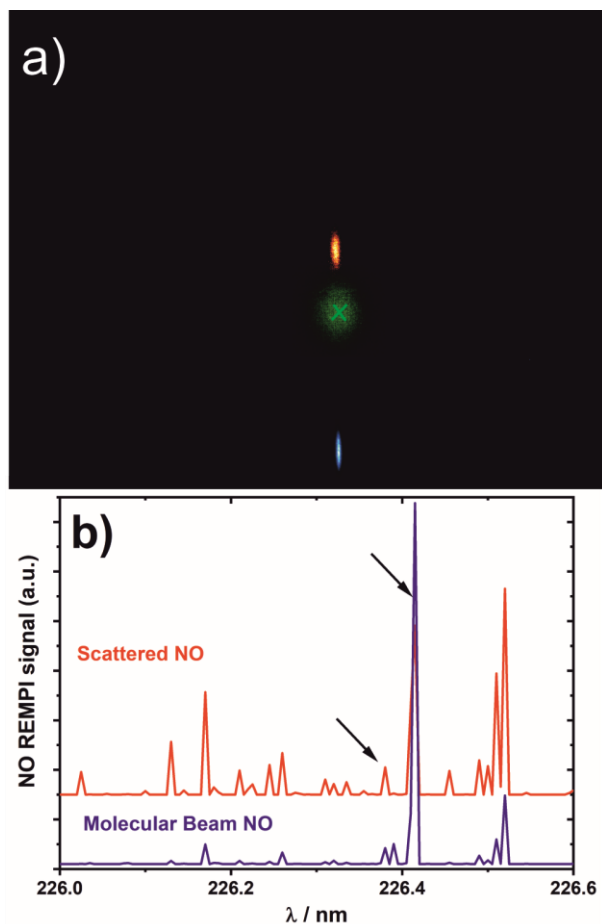 a)
b)
NO REMPI signal (a.u.)
Scattered NO
Molecular Beam NO
226.0 226.2 226.4 226.6
λ / nm